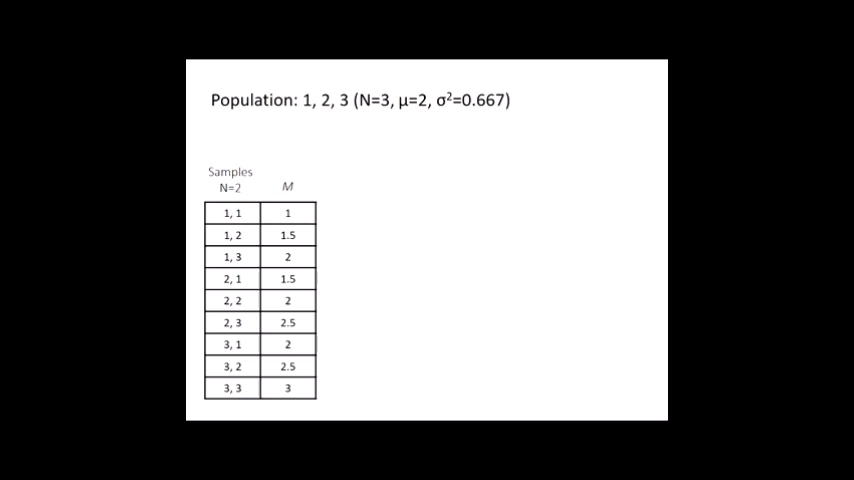 Population: 1, 2, 3 (N=3, μ=2, σ²=0.667)
Samples
N=2 M
1, 1 1
1, 2 1.5
1, 3 2
2, 1 1.5
2, 2 2
2, 3 2.5
3, 1 2
3, 2 2.5
3, 3 3